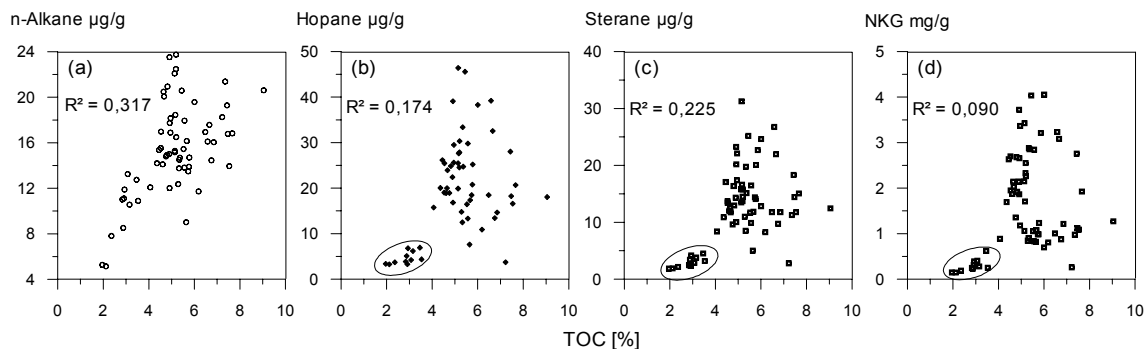 n-Alkane µg/g
Hopane µg/g
Sterane µg/g
NKG mg/g
24
20
16
12
8
4
(a)
R² = 0,317
0 2 4 6 8 10
50
40
30
20
10
0
(b)
R² = 0,174
0 2 4 6 8 10
40
30
20
10
0
(c)
R² = 0,225
0 2 4 6 8 10
5
4
3
2
1
0
(d)
R² = 0,090
0 2 4 6 8 10
TOC [%]